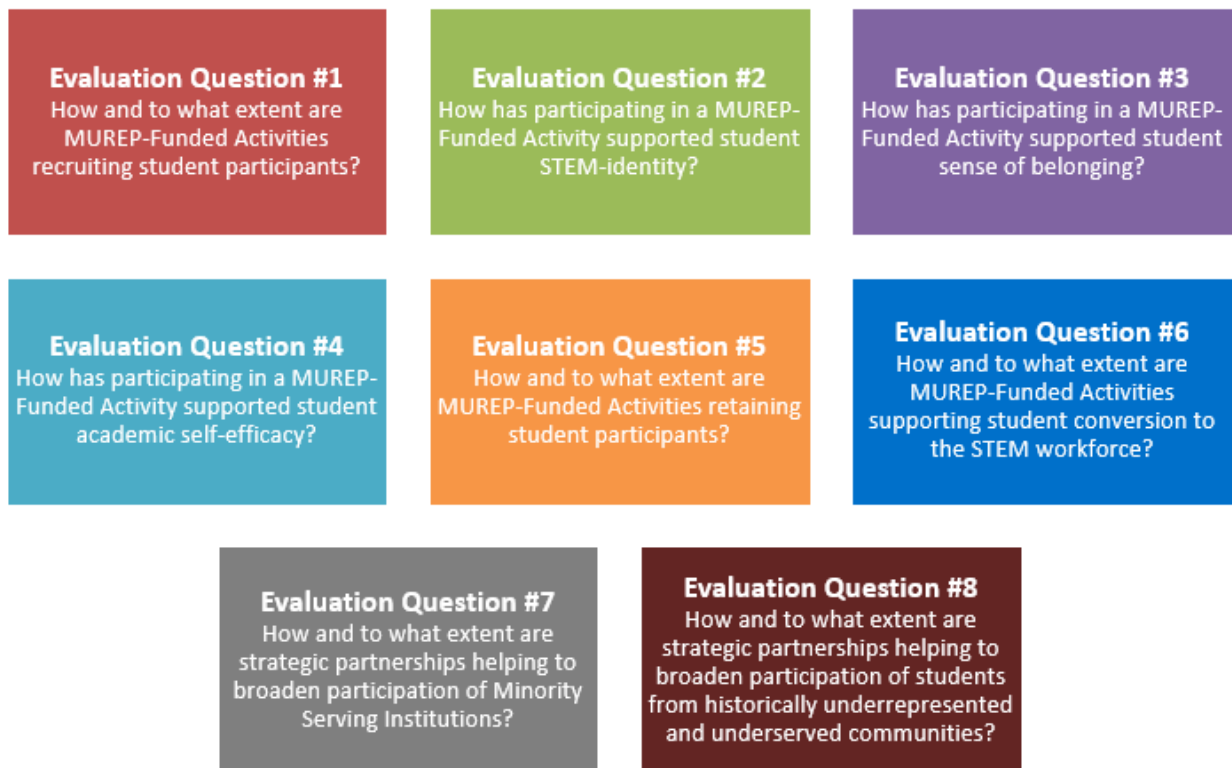 Evaluation Question #1
How and to what extent are
MUREP-Funded Activities
recruiting student participants?
Evaluation Question #2
How has participating in a MUREP-
Funded Activity supported student
STEM-identity?
Evaluation Question #3
How has participating in a MUREP-
Funded Activity supported student
sense of belonging?
Evaluation Question #4
How has participating in a MUREP-
Funded Activity supported student
academic self-efficacy?
Evaluation Question #5
How and to what extent are
MUREP-Funded Activities retaining
student participants?
Evaluation Question #6
How and to what extent are
MUREP-Funded Activities
supporting student conversion to
the STEM workforce?
Evaluation Question #7
How and to what extent are
strategic partnerships helping to
broaden participation of Minority
Serving Institutions?
Evaluation Question #8
How and to what extent are
strategic partnerships helping to
broaden participation of students
from historically underrepresented
and underserved communities?